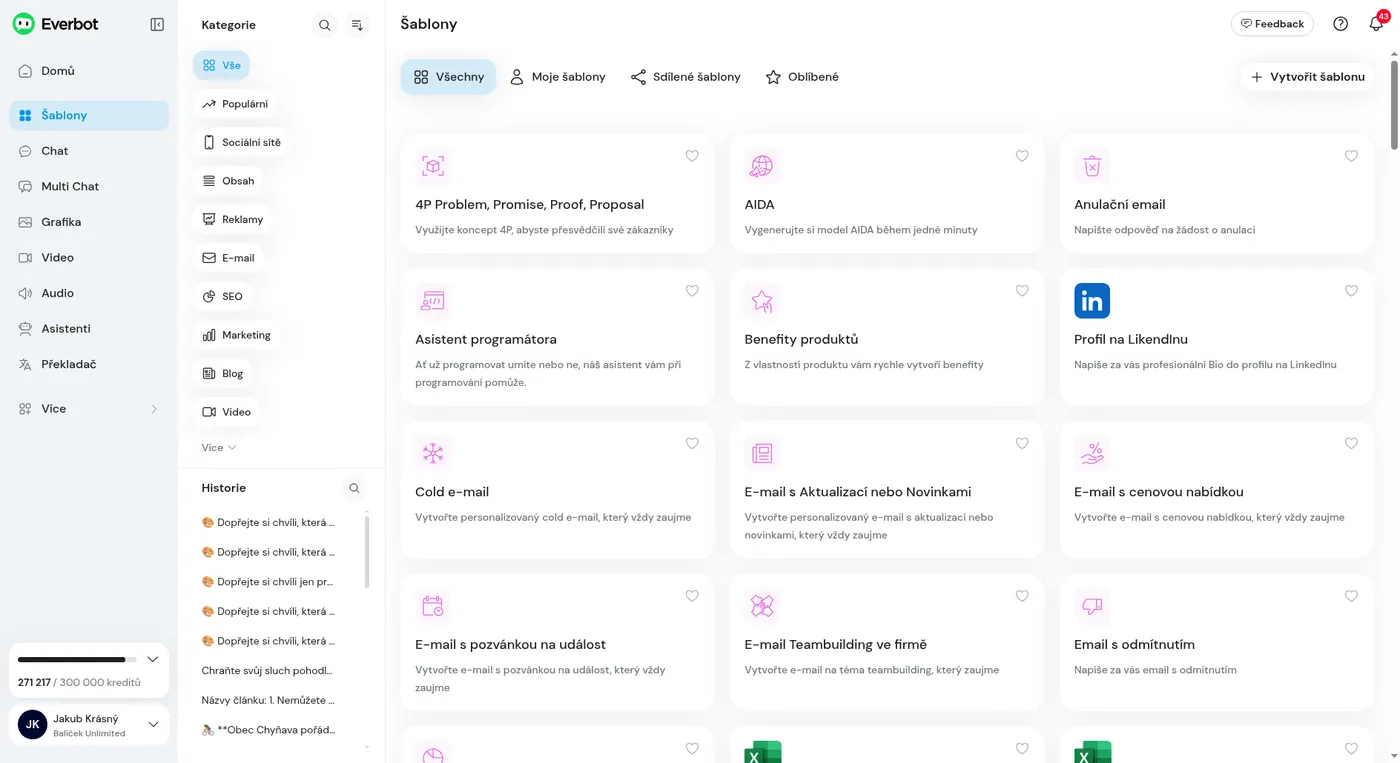 Everbot
Domů
Šablony
Chat
Multi Chat
Grafika
Video
Audio
Asistenti
Překladač
Více
271 217 / 300 000 kreditů
JK
Jakub Krásný
Balíček Unlimited
Kategorie
Vše
Populární
Sociální sítě
Obsah
Reklamy
E-mail
SEO
Marketing
Blog
Video
Více
Historie
🎨 Dopřejte si chvíli, která ...
🎨 Dopřejte si chvíli, která ...
🎨 Dopřejte si chvíli jen pr...
🎨 Dopřejte si chvíli, která ...
🎨 Dopřejte si chvíli, která ...
Chraňte svůj sluch pohodl...
Názvy článku: 1. Nemůžete ...
🚴 **Obec Chyňava pořád...
Šablony
Feedback
43
Všechny
Moje šablony
Sdílené šablony
Oblíbené
Vytvořit šablonu
4P Problem, Promise, Proof, Proposal
Využijte koncept 4P, abyste přesvědčili své zákazníky
AIDA
Vygenerujte si model AIDA během jedné minuty
Anulační email
Napište odpověď na žádost o anulaci
Asistent programátora
Ať už programovat umíte nebo ne, náš asistent vám při
programování pomůže.
Benefity produktů
Z vlastností produktu vám rychle vytvoří benefity
in
Profil na LikendInu
Napíše za vás profesionální Bio do profilu na LinkedInu
Cold e-mail
Vytvořte personalizovaný cold e-mail, který vždy zaujme
E-mail s Aktualizací nebo Novinkami
Vytvořte personalizovaný e-mail s aktualizací nebo
novinkami, který vždy zaujme
E-mail s cenovou nabídkou
Vytvořte e-mail s cenovou nabídkou, který vždy zaujme
E-mail s pozvánkou na událost
Vytvořte e-mail s pozvánkou na událost, který vždy
zaujme
E-mail Teambuilding ve firmě
Vytvořte e-mail na téma teambuilding, který zaujme
Email s odmítnutím
Napíše za vás email s odmítnutím
X
X